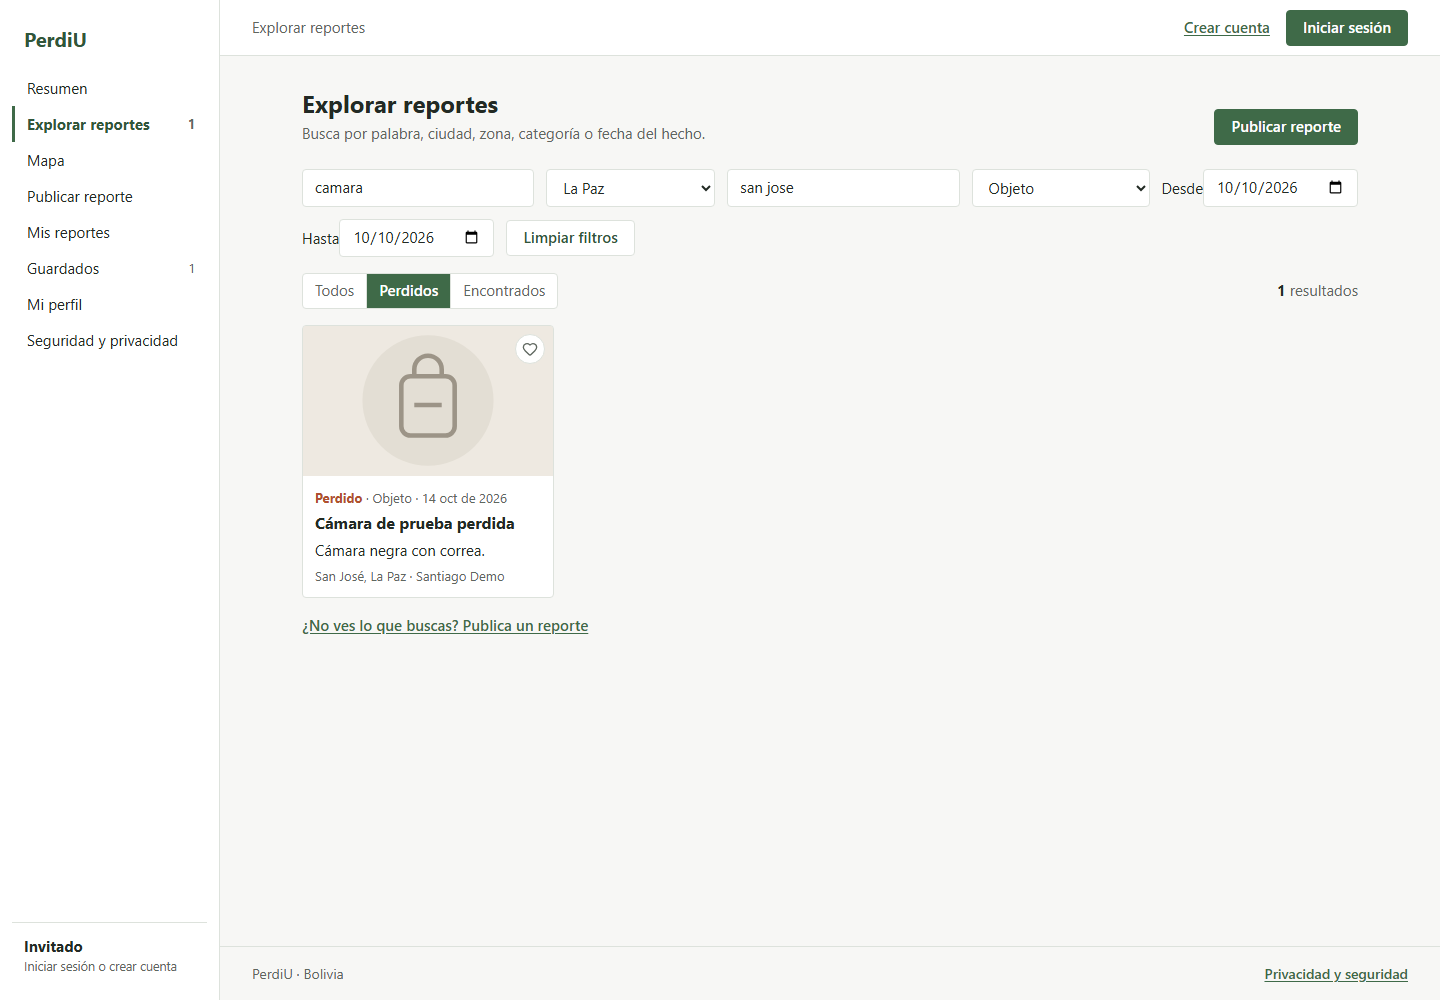 PerdiU
Resumen
Explorar reportes 1
Mapa
Publicar reporte
Mis reportes
Guardados 1
Mi perfil
Seguridad y privacidad
Invitado
Iniciar sesión o crear cuenta
Explorar reportes
Crear cuenta
Iniciar sesión
Explorar reportes
Busca por palabra, ciudad, zona, categoría o fecha del hecho.
Publicar reporte
camara
La Paz
san jose
Objeto
Desde 10/10/2026
Hasta 10/10/2026
Limpiar filtros
Todos
Perdidos
Encontrados
1 resultados
Perdido · Objeto · 14 oct de 2026
Cámara de prueba perdida
Cámara negra con correa.
San José, La Paz · Santiago Demo
¿No ves lo que buscas? Publica un reporte
PerdiU · Bolivia
Privacidad y seguridad